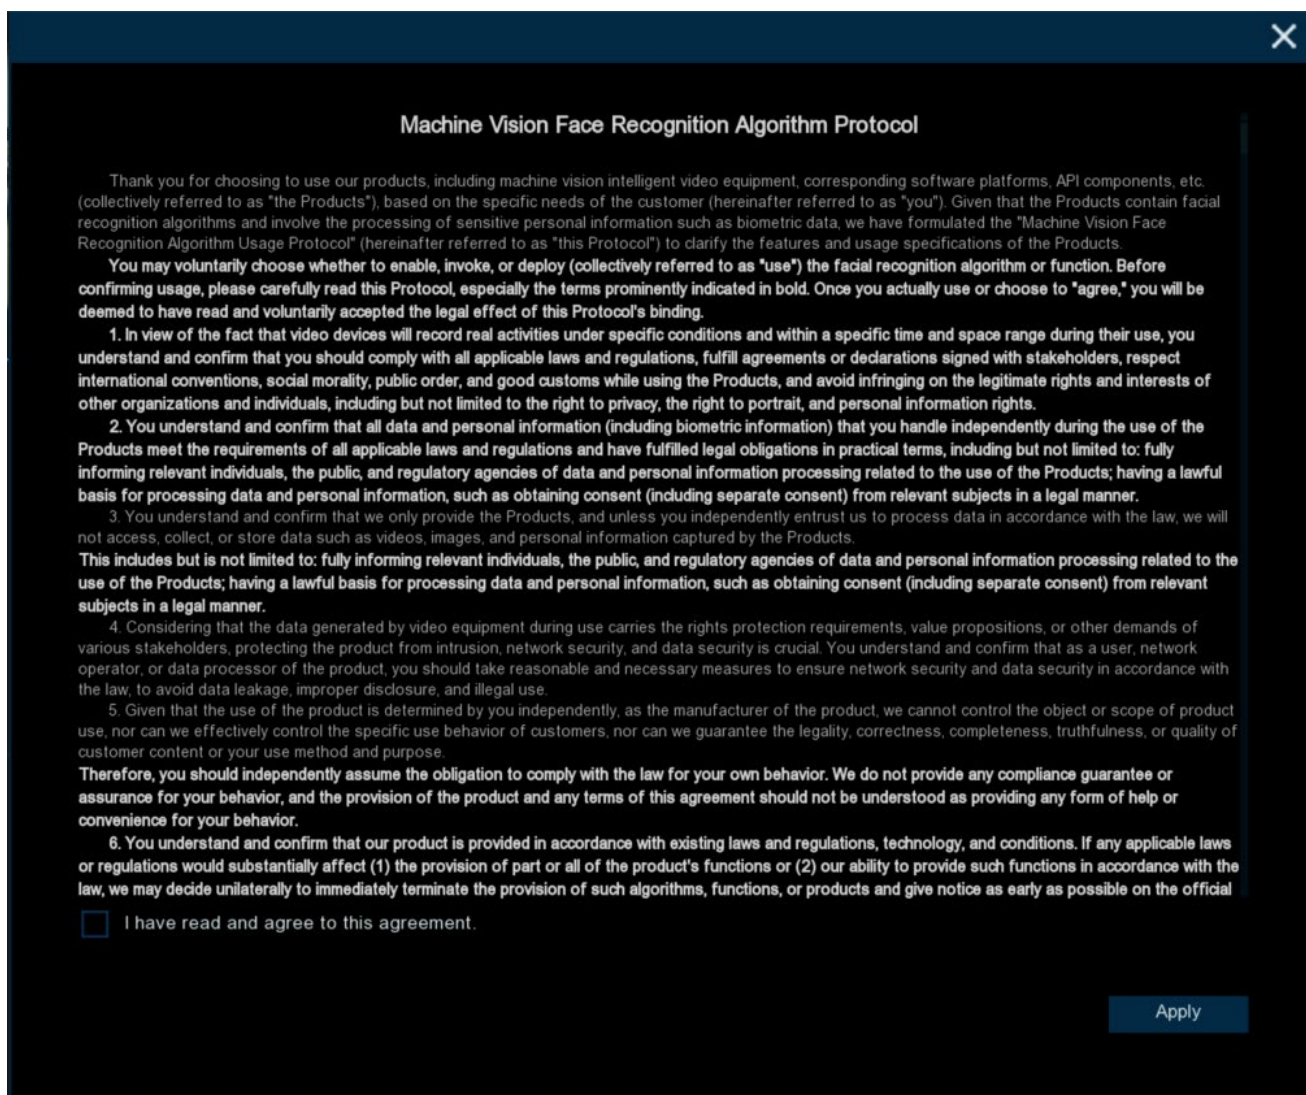 Machine Vision Face Recognition Algorithm Protocol
Thank you for choosing to use our products, including machine vision intelligent video equipment, corresponding software platforms, API components, etc.
(collectively referred to as "the Products"), based on the specific needs of the customer (hereinafter referred to as "you"). Given that the Products contain facial
recognition algorithms and involve the processing of sensitive personal information such as biometric data, we have formulated the "Machine Vision Face
Recognition Algorithm Usage Protocol" (hereinafter referred to as "this Protocol") to clarify the features and usage specifications of the Products.
You may voluntarily choose whether to enable, invoke, or deploy (collectively referred to as "use") the facial recognition algorithm or function. Before
confirming usage, please carefully read this Protocol, especially the terms prominently indicated in bold. Once you actually use or choose to "agree," you will be
deemed to have read and voluntarily accepted the legal effect of this Protocol's binding.
1. In view of the fact that video devices will record real activities under specific conditions and within a specific time and space range during their use, you
understand and confirm that you should comply with all applicable laws and regulations, fulfill agreements or declarations signed with stakeholders, respect
international conventions, social morality, public order, and good customs while using the Products, and avoid infringing on the legitimate rights and interests of
other organizations and individuals, including but not limited to the right to privacy, the right to portrait, and personal information rights.
2. You understand and confirm that all data and personal information (including biometric information) that you handle independently during the use of the
Products meet the requirements of all applicable laws and regulations and have fulfilled legal obligations in practical terms, including but not limited to: fully
informing relevant individuals, the public, and regulatory agencies of data and personal information processing related to the use of the Products; having a lawful
basis for processing data and personal information, such as obtaining consent (including separate consent) from relevant subjects in a legal manner.
3. You understand and confirm that we only provide the Products, and unless you independently entrust us to process data in accordance with the law, we will
not access, collect, or store data such as videos, images, and personal information captured by the Products.
This includes but is not limited to: fully informing relevant individuals, the public, and regulatory agencies of data and personal information processing related to the
use of the Products; having a lawful basis for processing data and personal information, such as obtaining consent (including separate consent) from relevant
subjects in a legal manner.
4. Considering that the data generated by video equipment during use carries the rights protection requirements, value propositions, or other demands of
various stakeholders, protecting the product from intrusion, network security, and data security is crucial. You understand and confirm that as a user, network
operator, or data processor of the product, you should take reasonable and necessary measures to ensure network security and data security in accordance with
the law, to avoid data leakage, improper disclosure, and illegal use.
5. Given that the use of the product is determined by you independently, as the manufacturer of the product, we cannot control the object or scope of product
use, nor can we effectively control the specific use behavior of customers, nor can we guarantee the legality, correctness, completeness, truthfulness, or quality of
customer content or your use method and purpose.
Therefore, you should independently assume the obligation to comply with the law for your own behavior. We do not provide any compliance guarantee or
assurance for your behavior, and the provision of the product and any terms of this agreement should not be understood as providing any form of help or
convenience for your behavior.
6. You understand and confirm that our product is provided in accordance with existing laws and regulations, technology, and conditions. If any applicable laws
or regulations would substantially affect (1) the provision of part or all of the product's functions or (2) our ability to provide such functions in accordance with the
law, we may decide unilaterally to immediately terminate the provision of such algorithms, functions, or products and give notice as early as possible on the official
I have read and agree to this agreement.
Apply